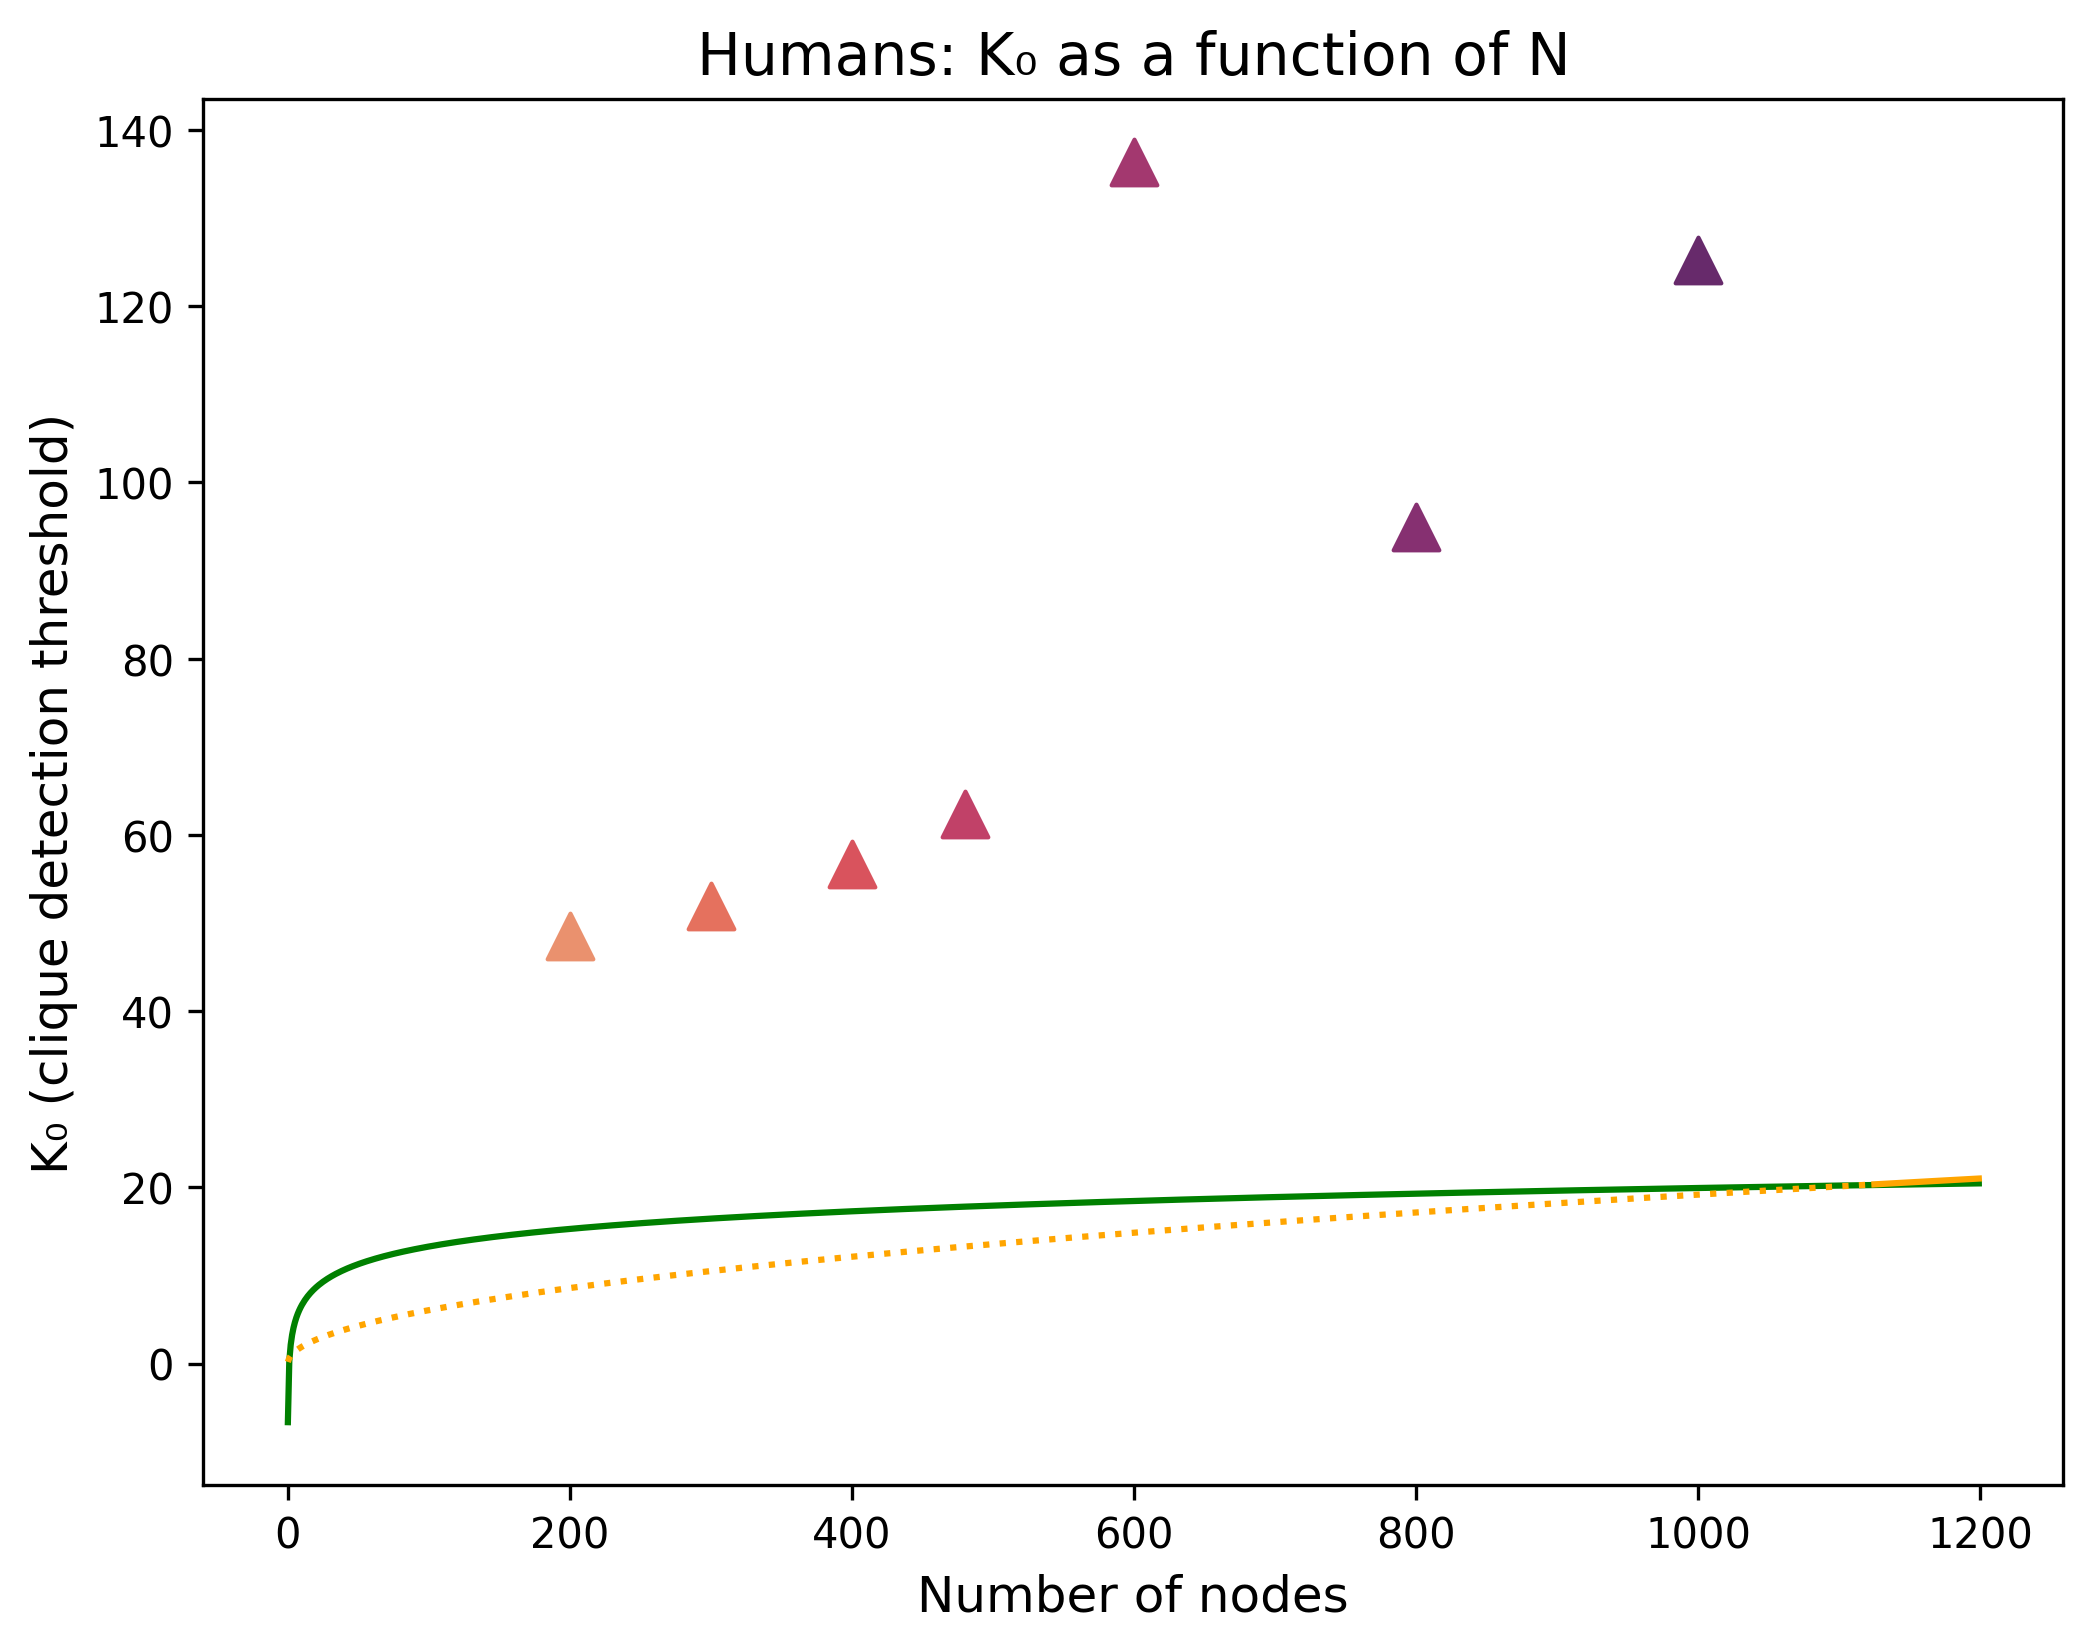 Humans: K₀ as a function of N
K₀ (clique detection threshold)
140
120
100
80
60
40
20
0
0 200 400 600 800 1000 1200
Number of nodes